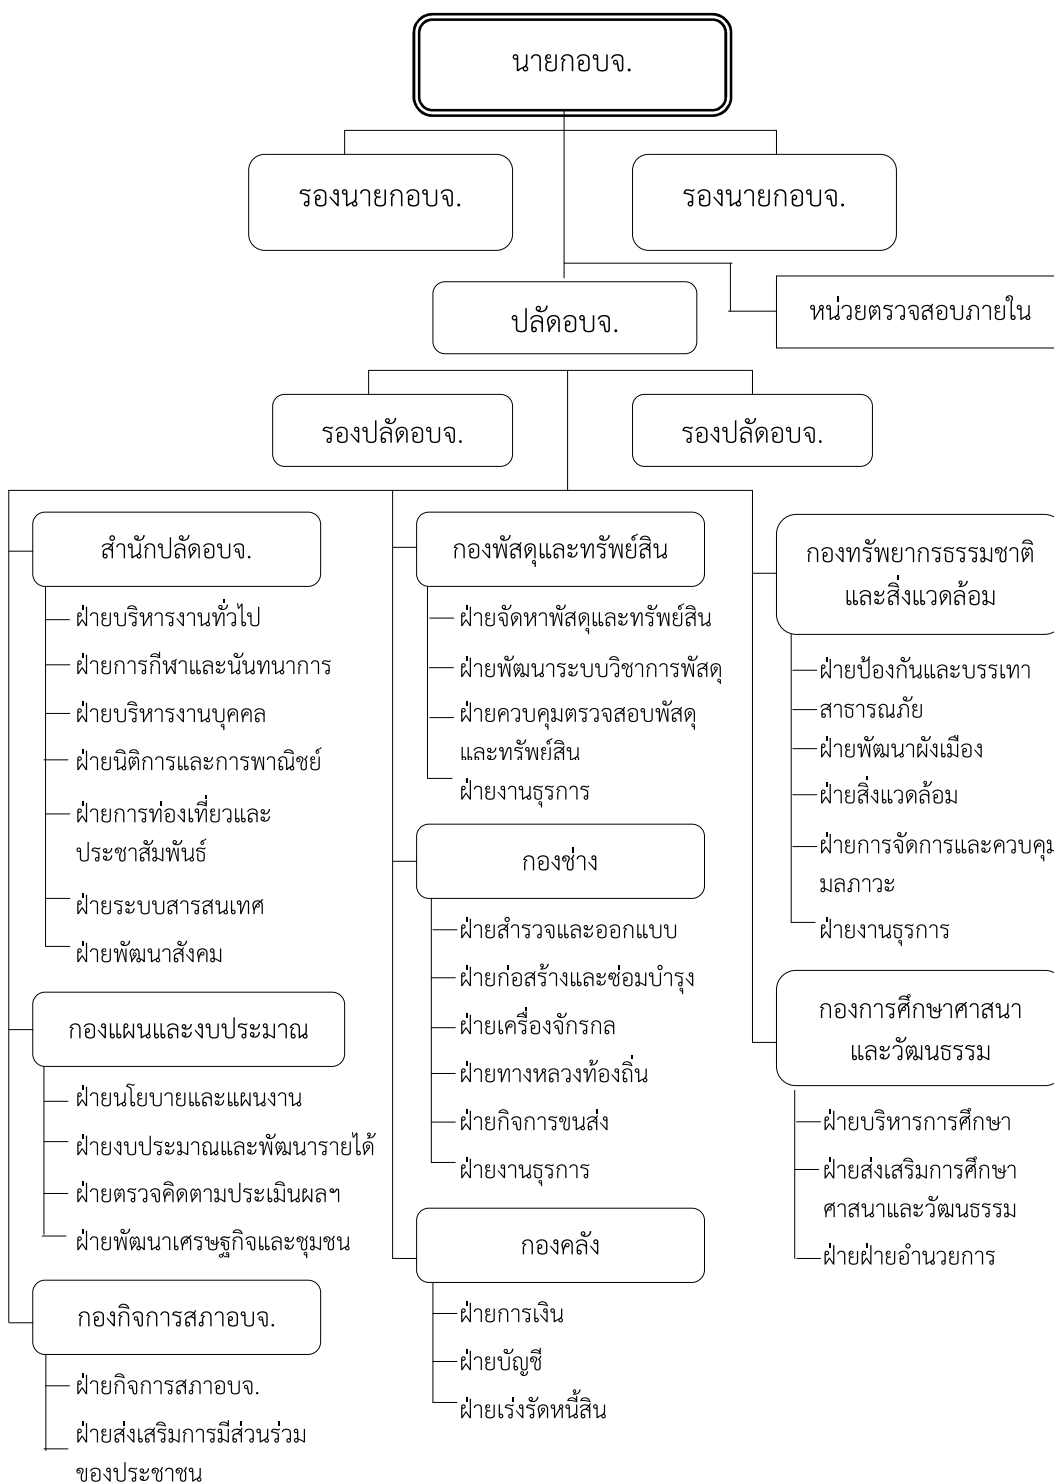 นายกอบจ.
รองนายกอบจ.
รองนายกอบจ.
หน่วยตรวจสอบภายใน
ปลัดอบจ.
รองปลัดอบจ.
รองปลัดอบจ.
สำนักปลัดอบจ.
ฝ่ายบริหารงานทั่วไป
ฝ่ายการกีฬาและนันทนาการ
ฝ่ายบริหารงานบุคคล
ฝ่ายนิติการและการพาณิชย์
ฝ่ายการท่องเที่ยวและ
ประชาสัมพันธ์
ฝ่ายระบบสารสนเทศ
ฝ่ายพัฒนาสังคม
กองแผนและงบประมาณ
ฝ่ายนโยบายและแผนงาน
ฝ่ายงบประมาณและพัฒนารายได้
ฝ่ายตรวจคิดตามประเมินผลฯ
ฝ่ายพัฒนาเศรษฐกิจและชุมชน
กองกิจการสภาอบจ.
ฝ่ายกิจการสภาอบจ.
ฝ่ายส่งเสริมการมีส่วนร่วม
ของประชาชน
กองพัสดุและทรัพย์สิน
ฝ่ายจัดหาพัสดุและทรัพย์สิน
ฝ่ายพัฒนาระบบวิชาการพัสดุ
ฝ่ายควบคุมตรวจสอบพัสดุ
และทรัพย์สิน
ฝ่ายงานธุรการ
กองช่าง
ฝ่ายสำรวจและออกแบบ
ฝ่ายก่อสร้างและซ่อมบำรุง
ฝ่ายเครื่องจักรกล
ฝ่ายทางหลวงท้องถิ่น
ฝ่ายกิจการขนส่ง
ฝ่ายงานธุรการ
กองคลัง
ฝ่ายการเงิน
ฝ่ายบัญชี
ฝ่ายเร่งรัดหนี้สิน
กองทรัพยากรธรรมชาติ
และสิ่งแวดล้อม
ฝ่ายป้องกันและบรรเทา
สาธารณภัย
ฝ่ายพัฒนาผังเมือง
ฝ่ายสิ่งแวดล้อม
ฝ่ายการจัดการและควบคุม
มลภาวะ
ฝ่ายงานธุรการ
กองการศึกษาศาสนา
และวัฒนธรรม
ฝ่ายบริหารการศึกษา
ฝ่ายส่งเสริมการศึกษา
ศาสนาและวัฒนธรรม
ฝ่ายฝ่ายอำนวยการ